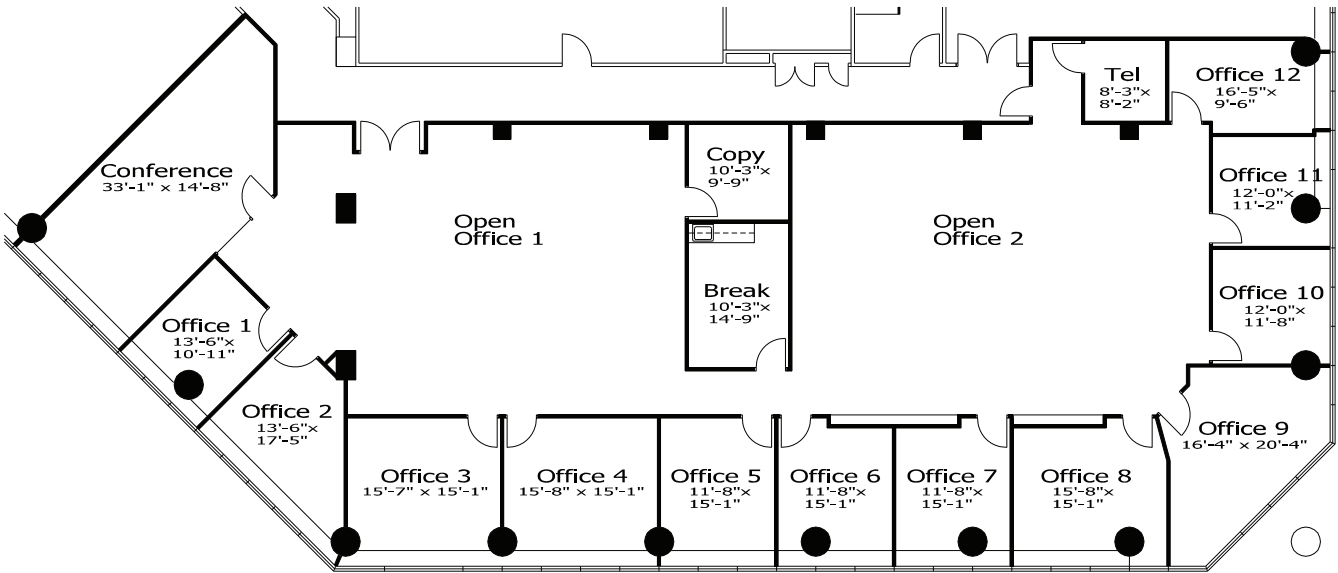 Conference
33'-1" x 14'-8"
Open
Office 1
Copy
10'-3"x
9'-9"
Break
10'-3"x
14'-9"
Open
Office 2
Tel
8'-3"x
8'-2"
Office 12
16'-5"x
9'-6"
Office 11
12'-0"x
11'-2"
Office 10
12'-0"x
11'-8"
Office 9
16'-4" x 20'-4"
Office 1
13'-6"x
10'-11"
Office 2
13'-6"x
17'-5"
Office 3
15'-7" x 15'-1"
Office 4
15'-8" x 15'-1"
Office 5
11'-8"x
15'-1"
Office 6
11'-8"x
15'-1"
Office 7
11'-8"x
15'-1"
Office 8
15'-8"x
15'-1"